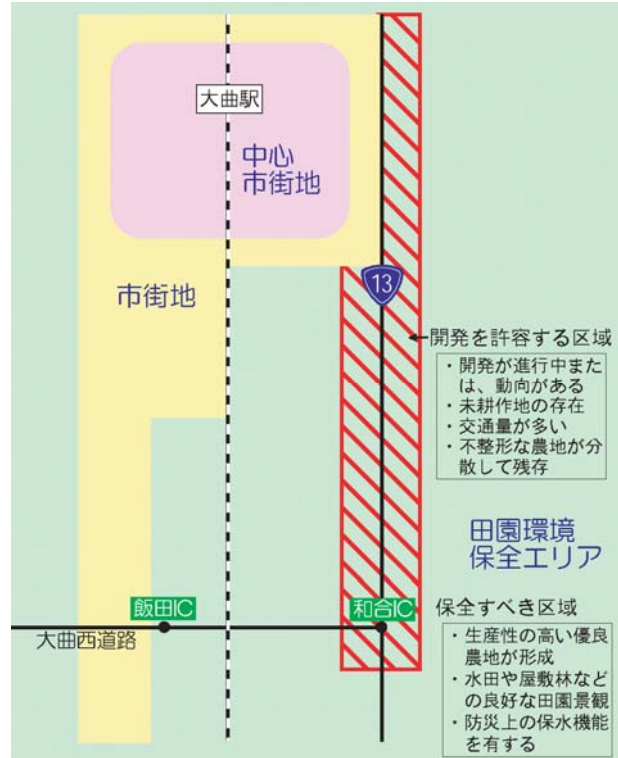 大曲駅
中心
市街地
市街地
13
開発を許容する区域
・開発が進行中また
は、動向がある
・未耕作地の存在
・交通量が多い
・不整形な農地が分
散して残存
田園環境
保全エリア
飯田IC
和合IC
大曲西道路
保全すべき区域
・生産性の高い優良
農地が形成
・水田や屋敷林など
の良好な田園景観
・防災上の保水機能
を有する